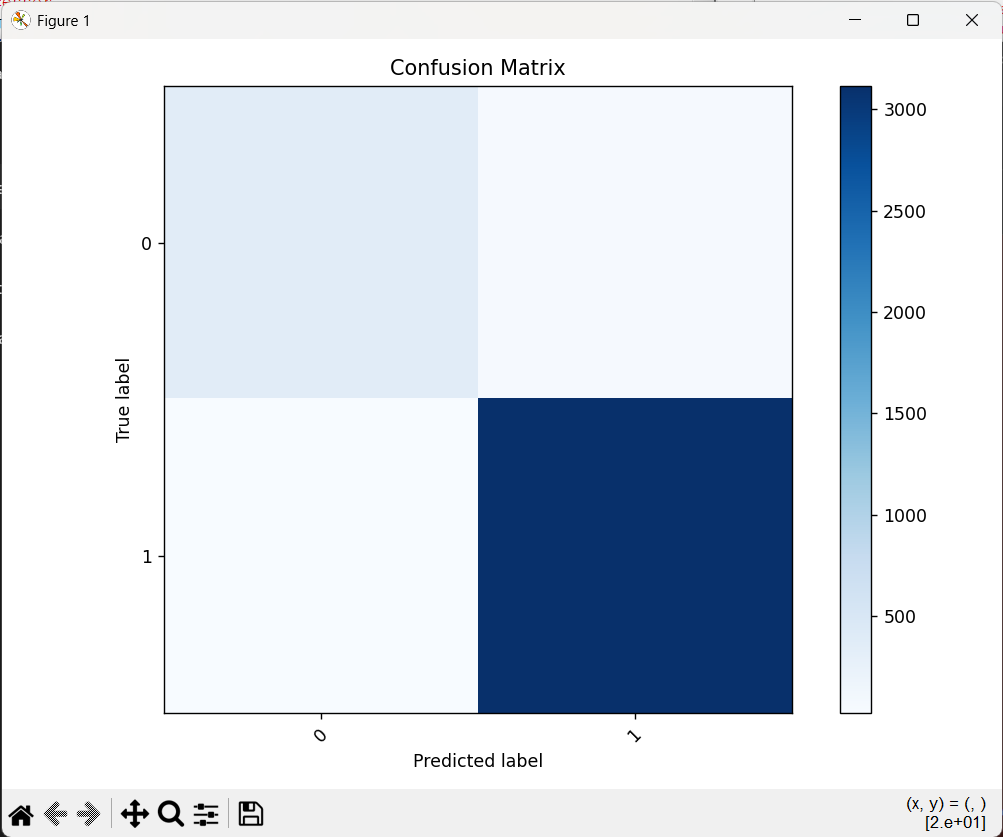 Figure 1
Confusion Matrix
3000
2500
0
2000
True label
1500
1000
1
500
0
1
Predicted label
(x, y) = (, )
[2.e+01]